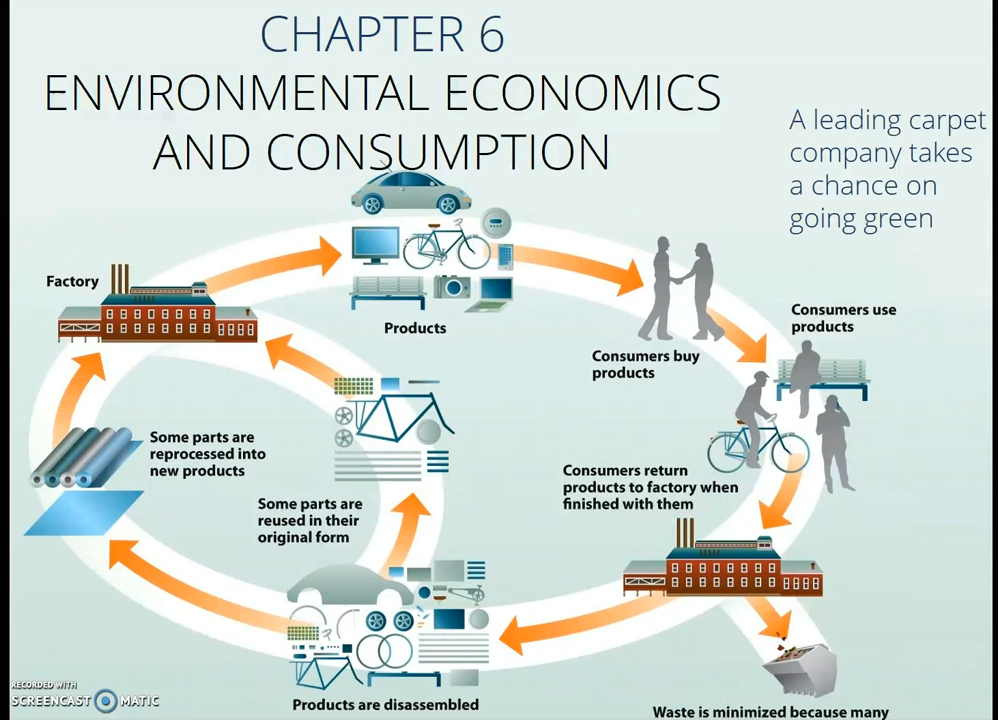 CHAPTER 6
ENVIRONMENTAL ECONOMICS
AND CONSUMPTION
A leading carpet
company takes
a chance on
going green
Factory
Products
Consumers buy
products
Consumers use
products
Some parts are
reprocessed into
new products
Some parts are
reused in their
original form
Consumers return
products to factory when
finished with them
Products are disassembled
Waste is minimized because many
RECORDED WITH
SCREENCAST MATIC